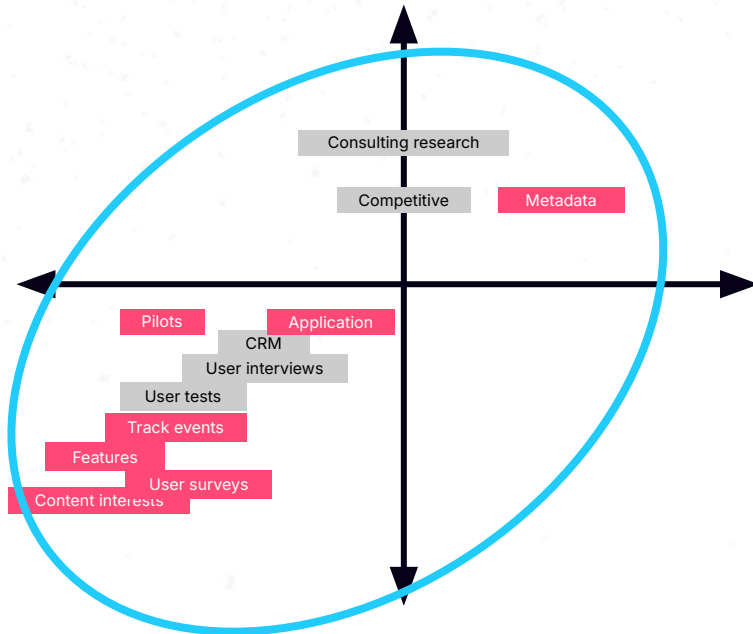 Consulting research
Competitive
Metadata
Pilots
Application
CRM
User interviews
User tests
Track events
Features
User surveys
Content interests